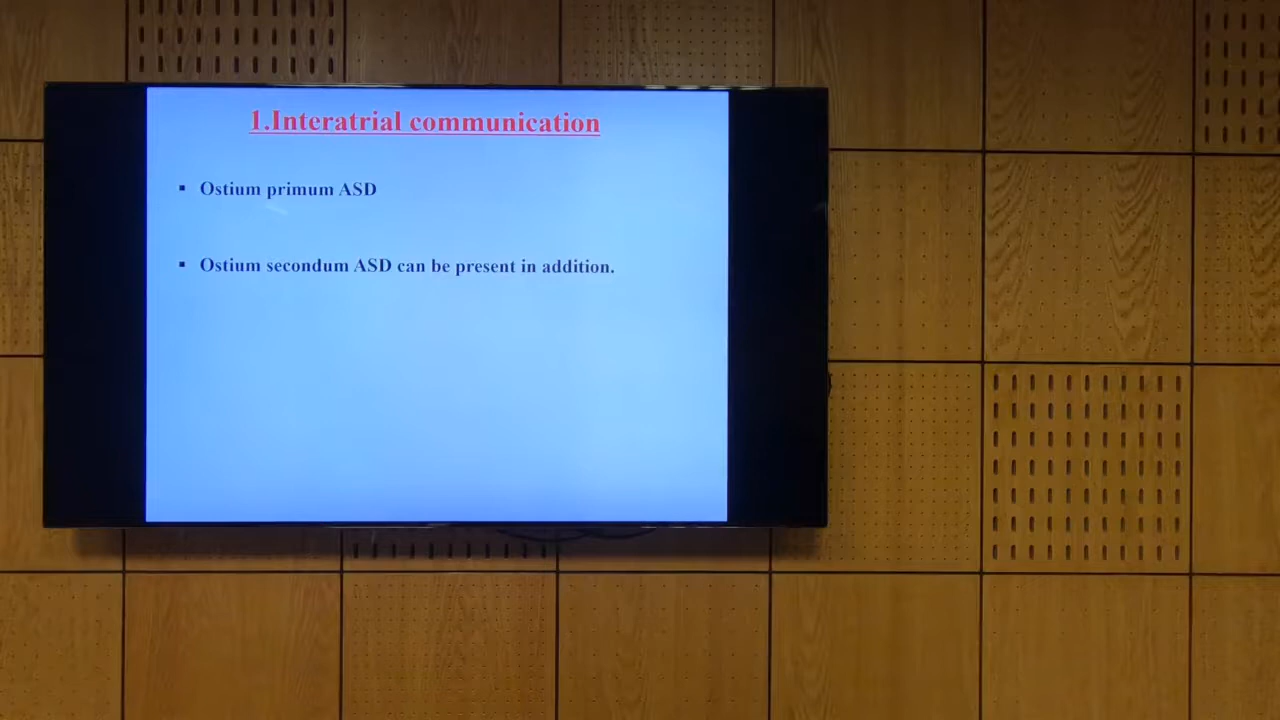 1.Interatrial communication
▪ Ostium primum ASD
▪ Ostium secondum ASD can be present in addition.